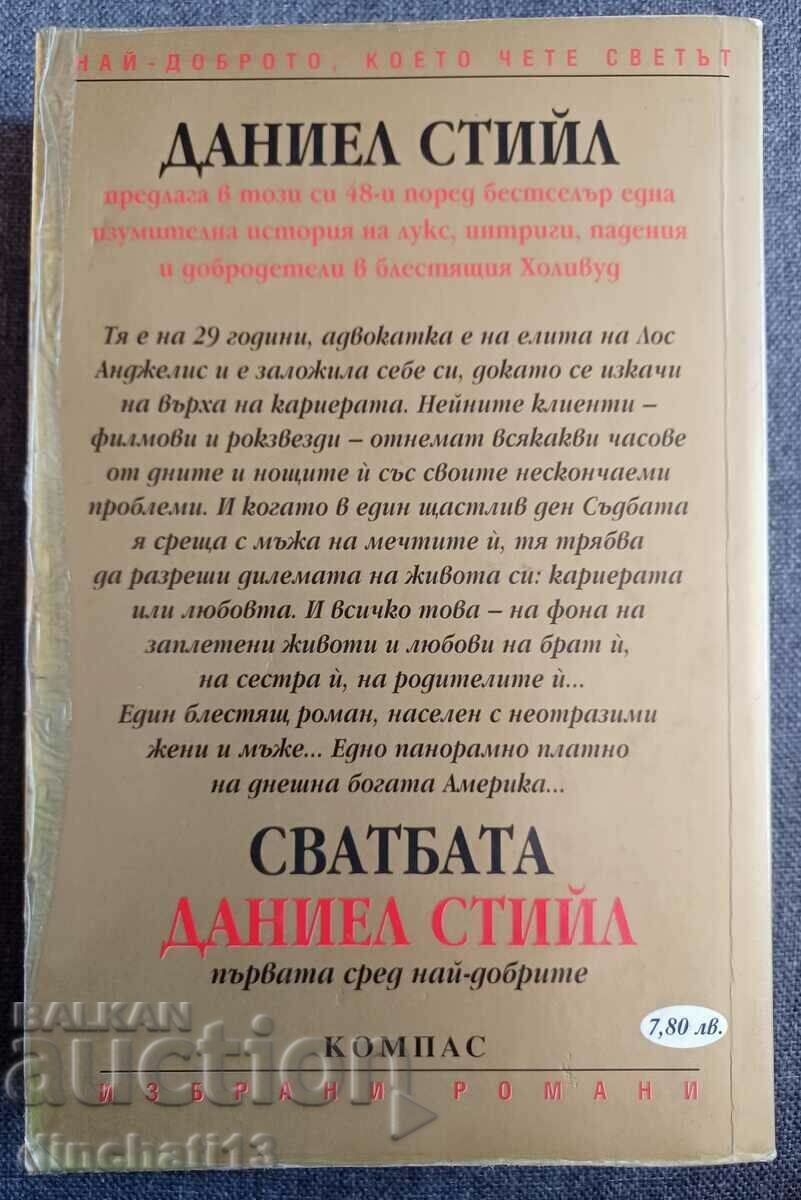 НАЙ-ДОБРОТО, КОЕТО ЧЕТЕ СВЕТЪТ
ДАНИЕЛ СТИЙЛ
предлага в този си 48-и поред бестселър една
изумителна история на лукс, интриги, падения
и добродетели в блестящия Холивуд
Тя е на 29 години, адвокатка е на елита на Лос
Анджелис и е заложила себе си, докато се изкачи
на върха на кариерата. Нейните клиенти –
филмови и рокзвезди – отнемат всякакви часове
от дните и нощите ѝ със своите нескончаеми
проблеми. И когато в един щастлив ден Съдбата
я среща с мъжа на мечтите ѝ, тя трябва
да разреши дилемата на живота си: кариерата
или любовта. И всичко това – на фона на
заплетени животи и любови на брат ѝ,
на сестра ѝ, на родителите ѝ...
Един блестящ роман, населен с неотразими
жени и мъже... Едно панорамно платно
на днешна богата Америка...
СВАТБАТА
ДАНИЕЛ СТИЙЛ
първата сред най-добрите
7,80 лв.
КОМПАС
ИЗБРАНИ РОМАНИ
BALKAN
auction
dinchati13